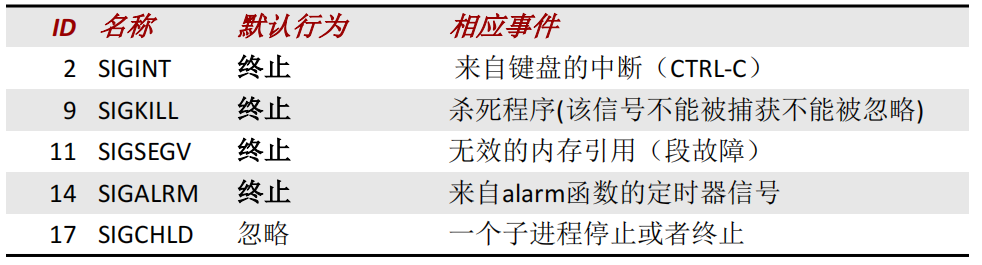 ID 名称 默认行为 相应事件
2 SIGINT 终止 来自键盘的中断（CTRL-C）
9 SIGKILL 终止 杀死程序(该信号不能被捕获不能被忽略)
11 SIGSEGV 终止 无效的内存引用（段故障）
14 SIGALRM 终止 来自alarm函数的定时器信号
17 SIGCHLD 忽略 一个子进程停止或者终止